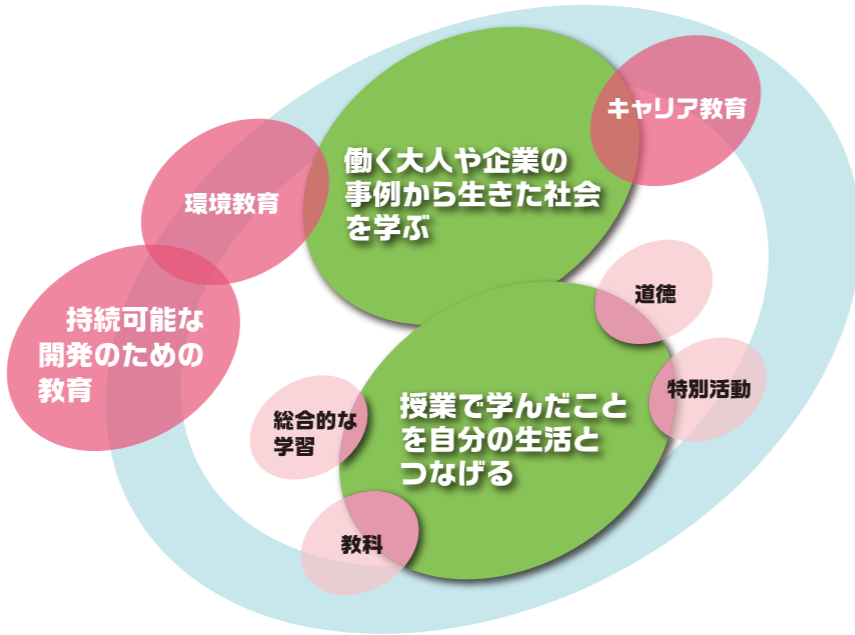 キャリア教育
働く大人や企業の
事例から生きた社会
を学ぶ
環境教育
持続可能な
開発のための
教育
道徳
特別活動
授業で学んだこと
を自分の生活と
つなげる
総合的な
学習
教科